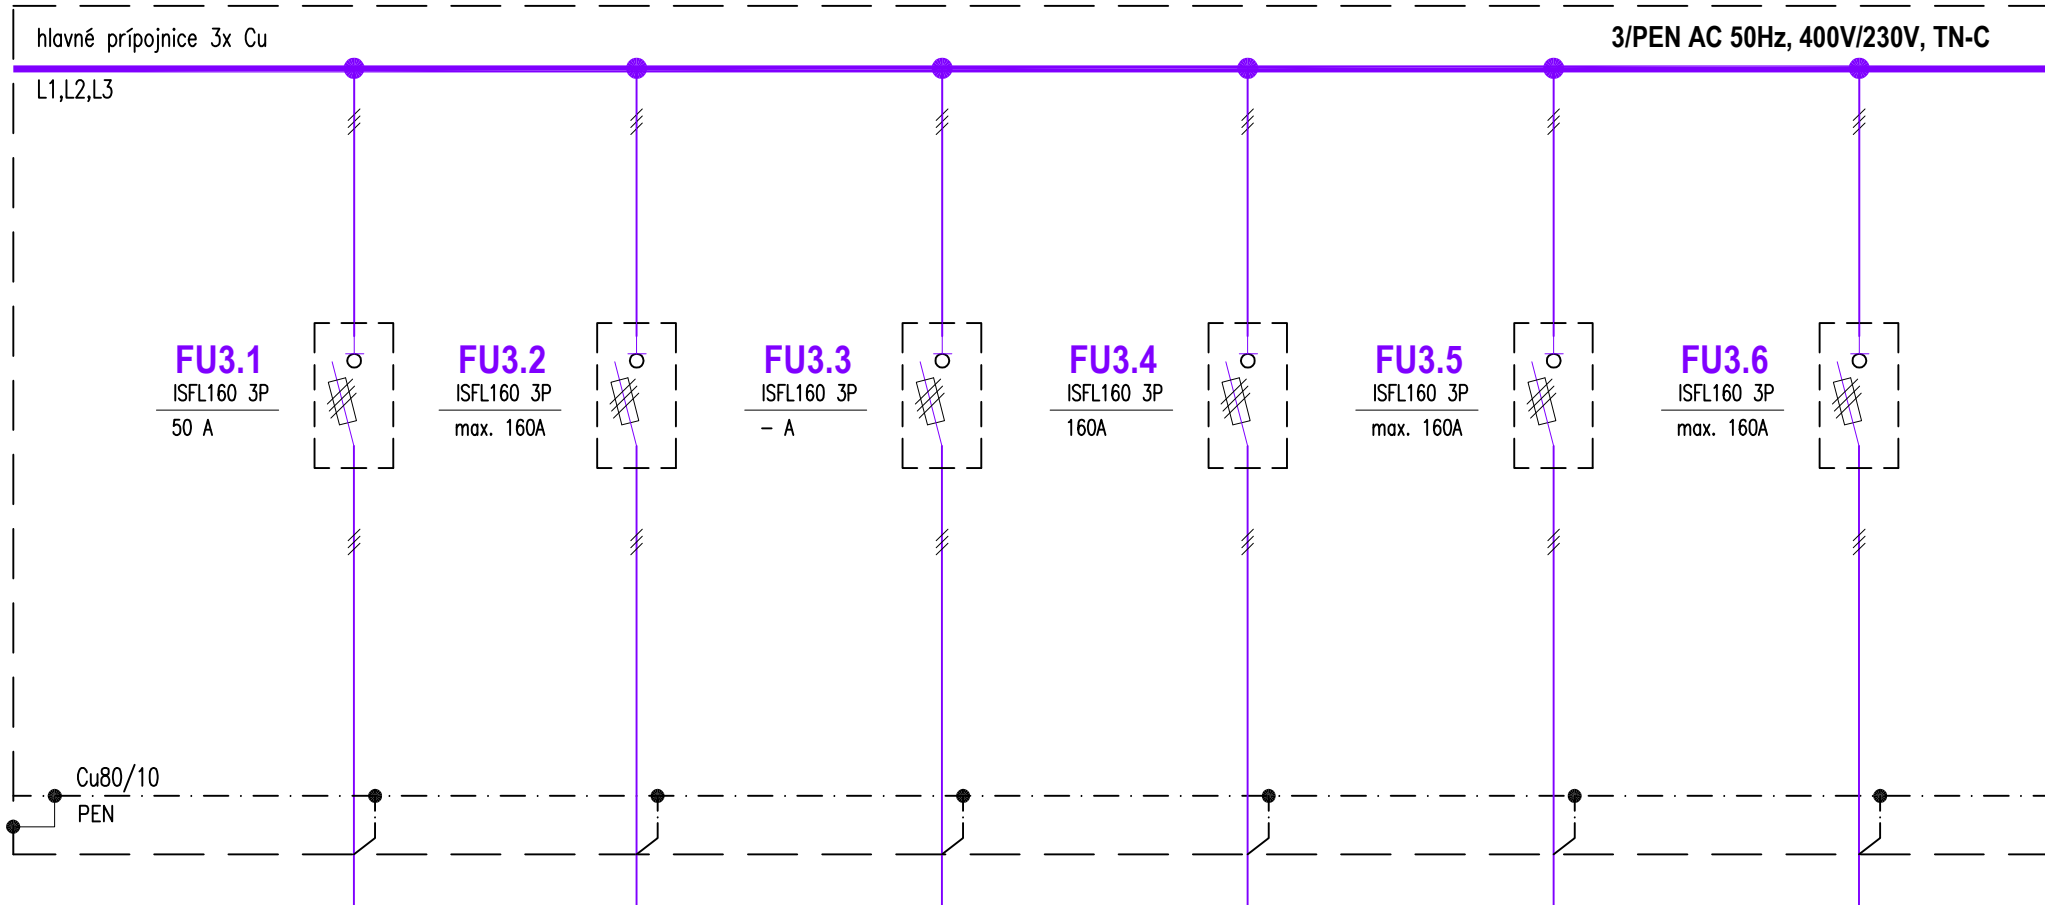 hlavné prípojnice 3x Cu
3/PEN AC 50Hz, 400V/230V, TN-C
L1,L2,L3
FU3.1
ISFL160 3P
50 A
FU3.2
ISFL160 3P
max. 160A
FU3.3
ISFL160 3P
– A
FU3.4
ISFL160 3P
160A
FU3.5
ISFL160 3P
max. 160A
FU3.6
ISFL160 3P
max. 160A
Cu80/10
PEN